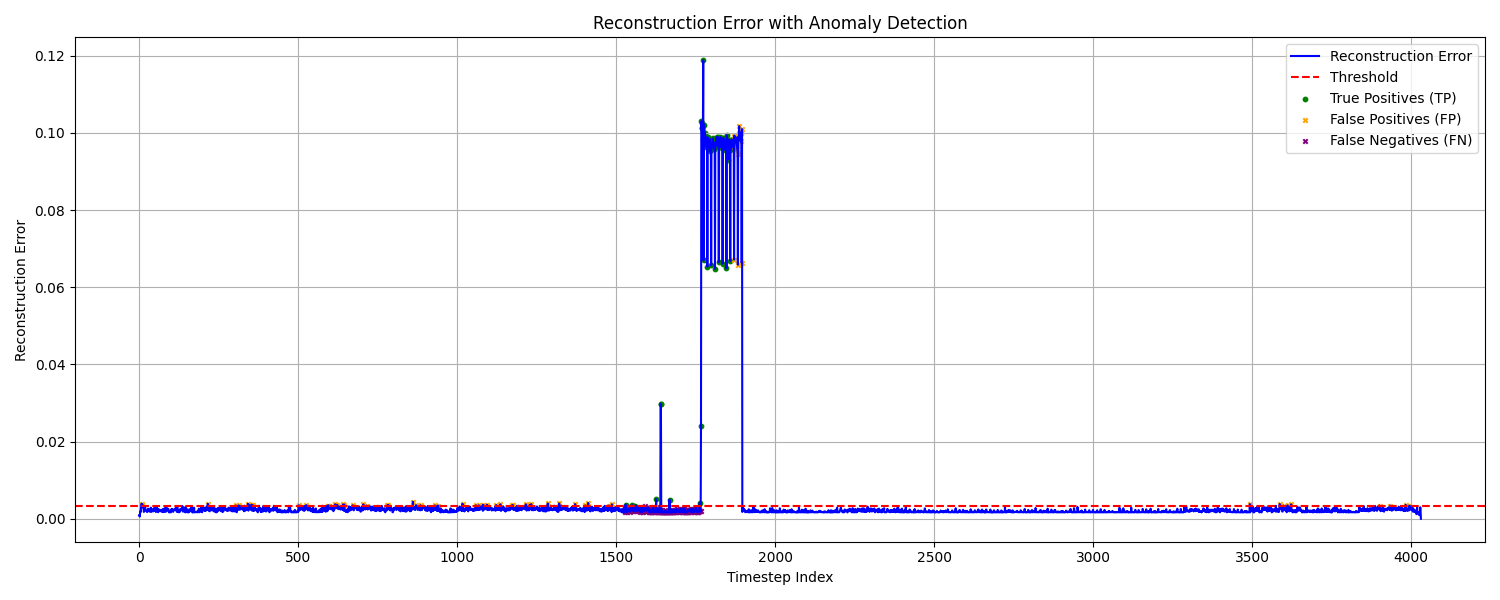 Reconstruction Error with Anomaly Detection
Reconstruction Error
Threshold
True Positives (TP)
False Positives (FP)
False Negatives (FN)
Reconstruction Error
0.12
0.10
0.08
0.06
0.04
0.02
0.00
0 500 1000 1500 2000 2500 3000 3500 4000
Timestep Index